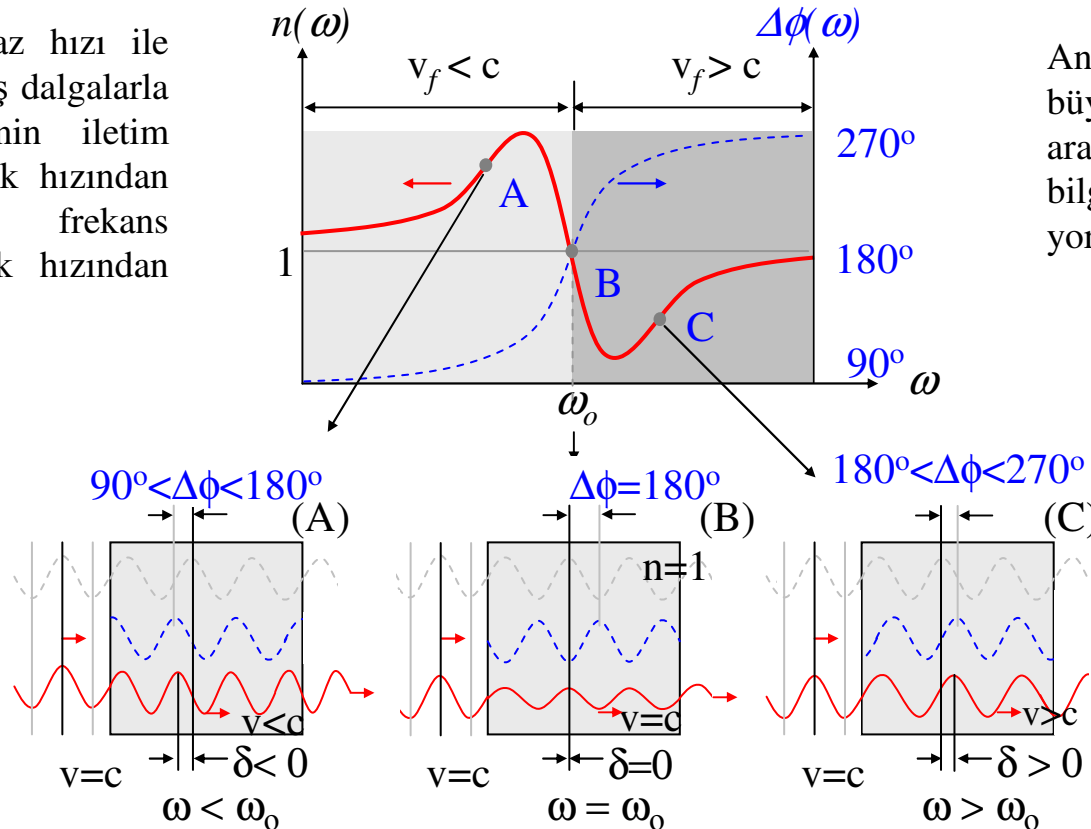 az hızı ile
ş dalgalarla
min iletim
k hızından
frekans
k hızından
n(ω)
Δϕ(ω)
v_f < c
v_f > c
An
büy
ara
bilg
yor
270°
A
1
B
180°
C
90°
ω
ω_o
90°<Δϕ<180°
(A)
Δϕ=180°
(B)
180°<Δϕ<270°
(C)
n=1
v<c
v=c
v>c
v=c
δ< 0
v=c
δ=0
v=c
δ > 0
ω < ω_o
ω = ω_o
ω > ω_o